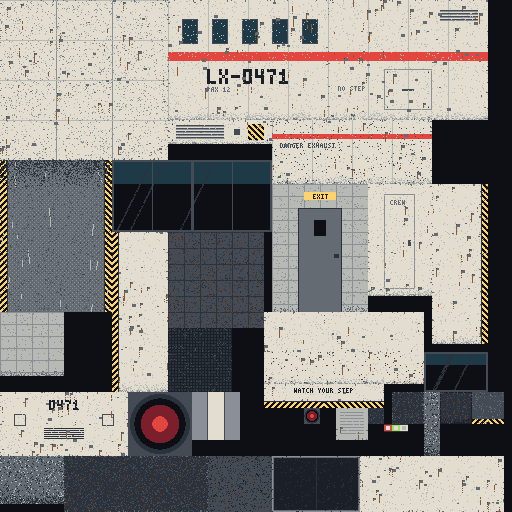 LX-0471
PAX 12
NO STEP
DANGER EXHAUST
EXIT
CREW
WATCH YOUR STEP
0471